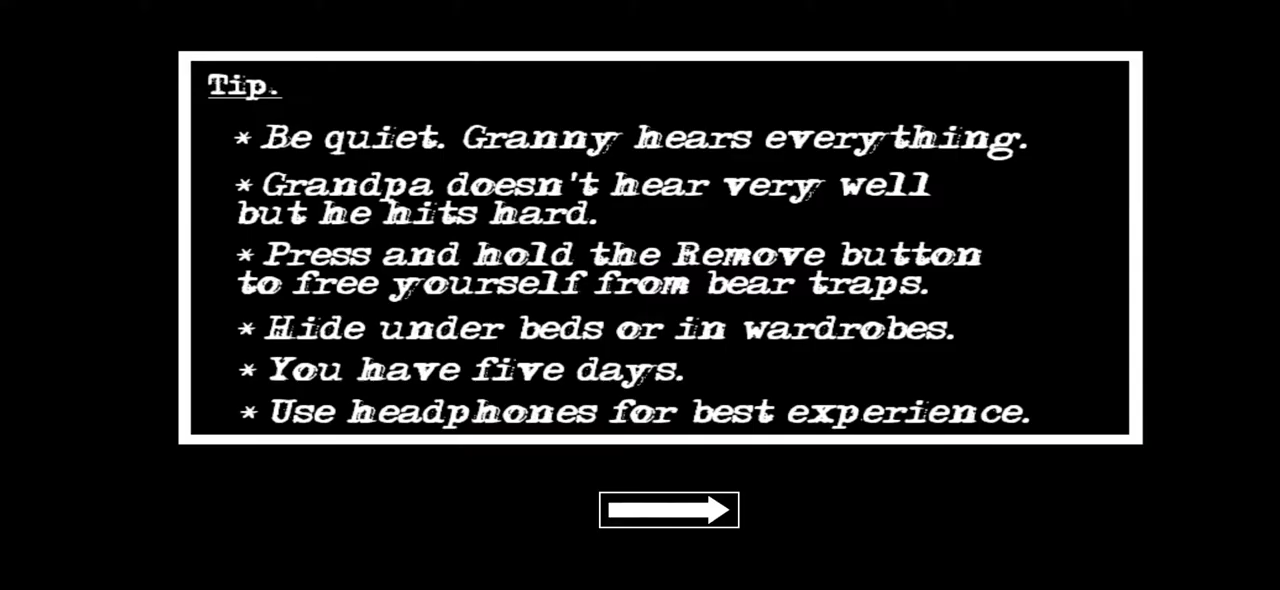 Tip.
* Be quiet. Granny hears everything.
* Grandpa doesn't hear very well
but he hits hard.
* Press and hold the Remove button
to free yourself from bear traps.
* Hide under beds or in wardrobes.
* You have five days.
* Use headphones for best experience.